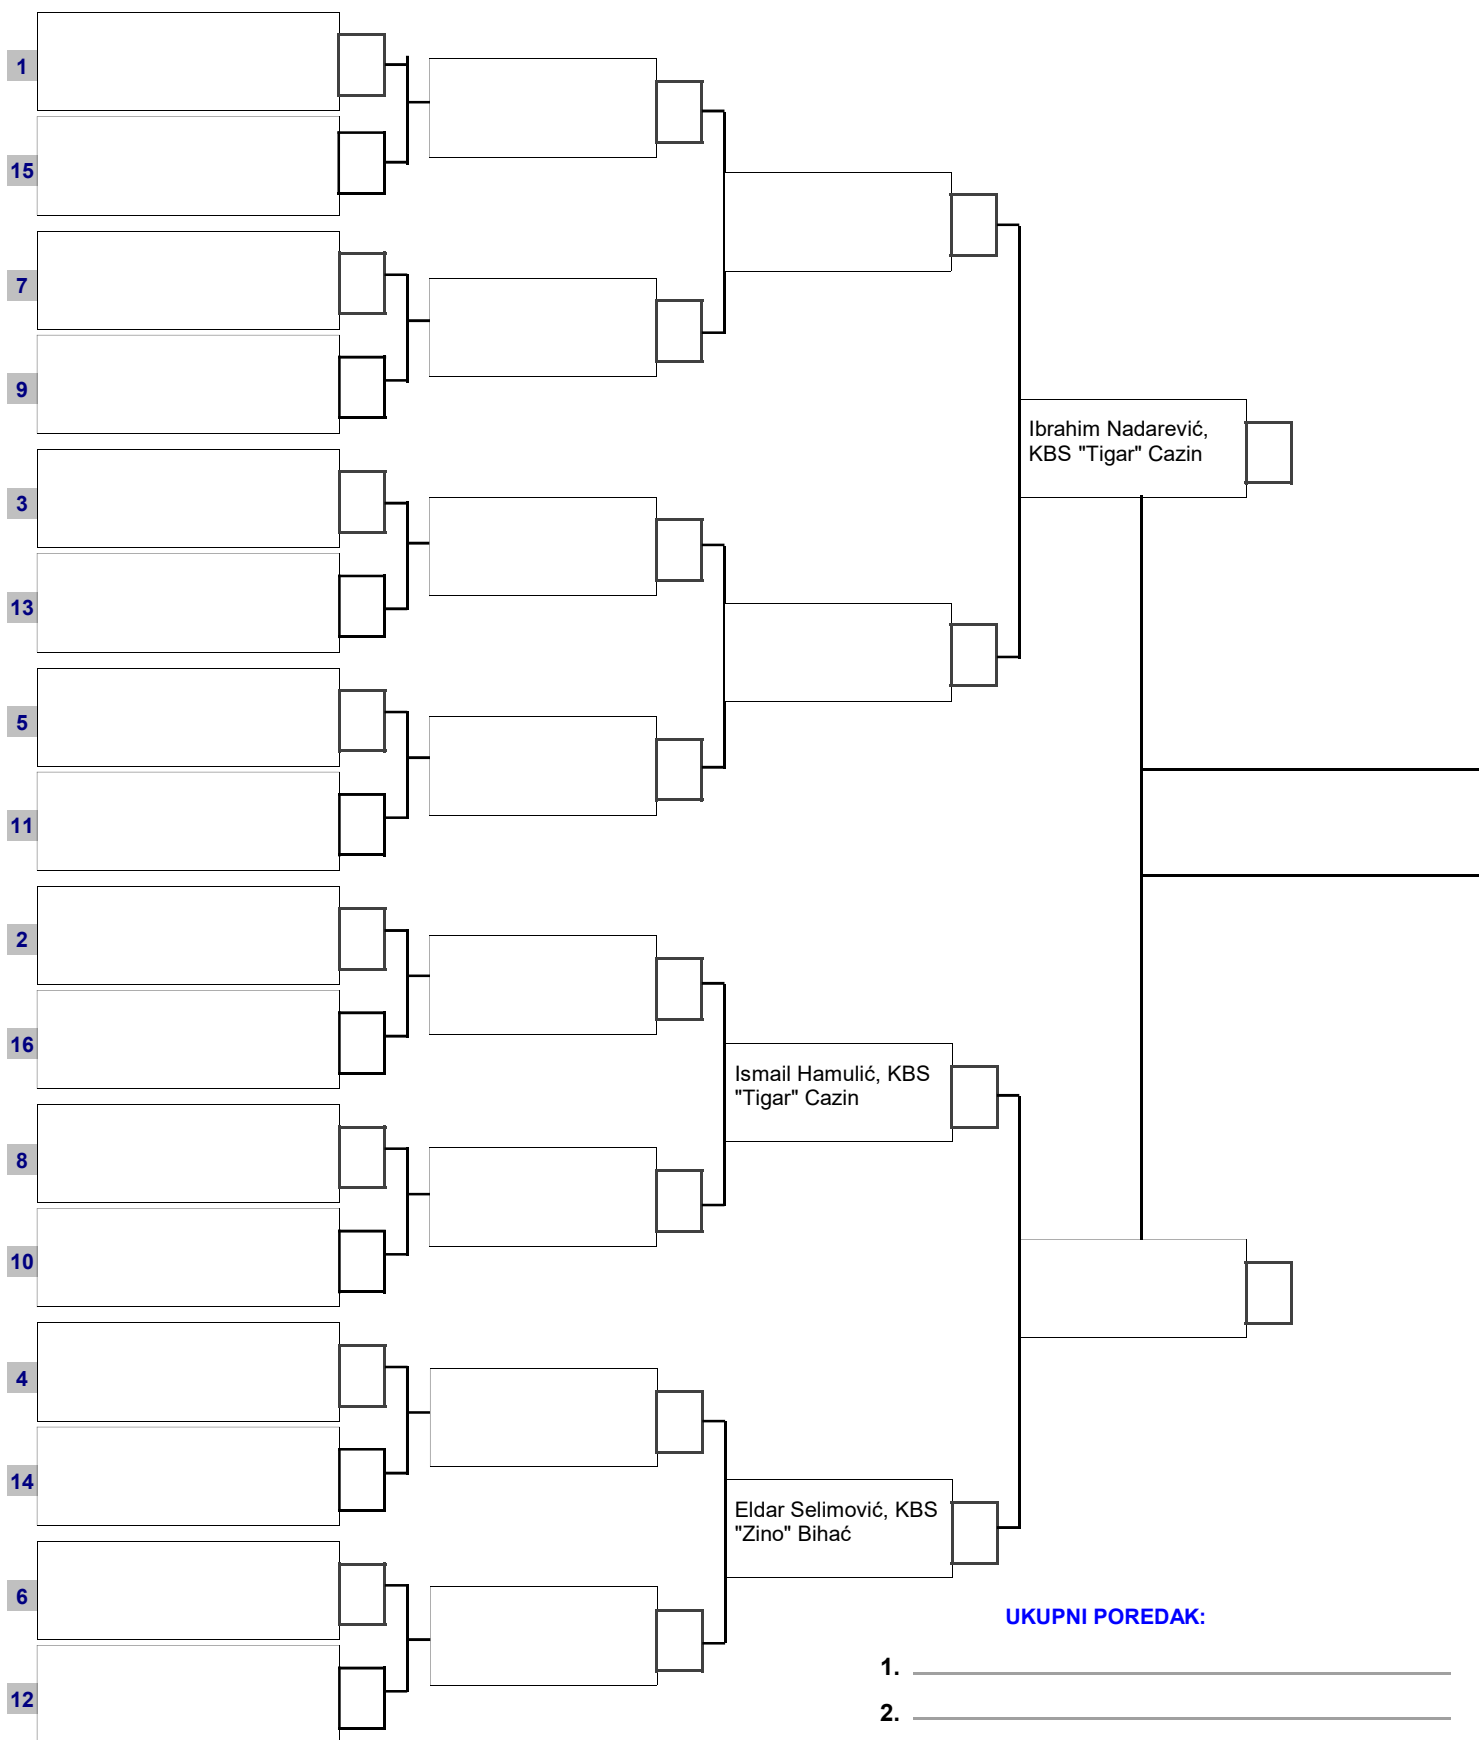 1
15
7
9
3
13
5
11
2
16
8
10
4
14
6
12
Ibrahim Nadarević,
KBS "Tigar" Cazin
Ismail Hamulić, KBS
"Tigar" Cazin
Eldar Selimović, KBS
"Zino" Bihać
UKUPNI POREDAK:
1.
2.